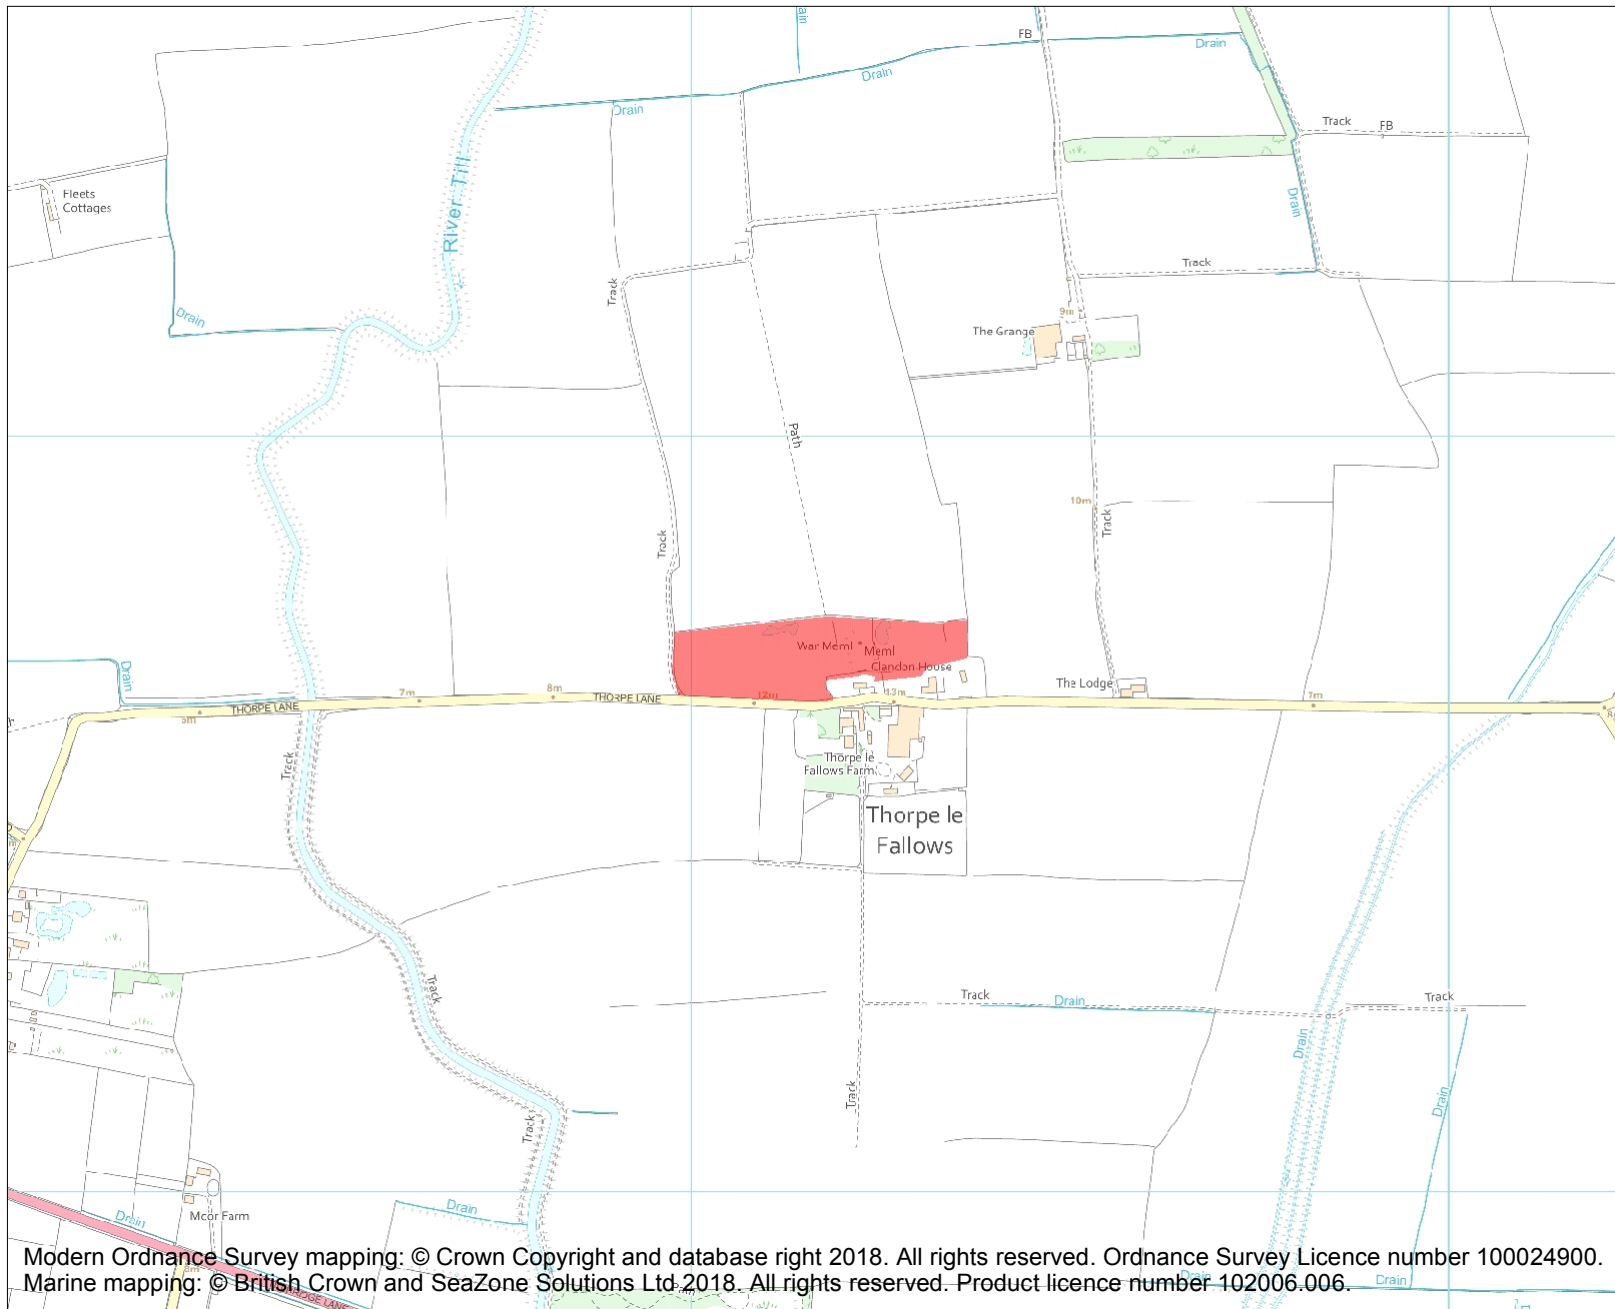 FB
Drain
Drain
Drain
Track
FB
Fleets
Cottages
River Till
Drain
Track
Track
Drain
The Grange
9m
Path
10m
Track
Track
War Meml
Meml
Clandon House
The Lodge
Drain
7m
8m
THORPE LANE
12m
13m
7m
THORPE LANE
Track
Thorpe le
Fallows Farm
Thorpe le
Fallows
Track
Track
Drain
Track
Drain
Track
Drain
Track
Drain
Moor Farm
Drain
Modern Ordnance Survey mapping: © Crown Copyright and database right 2018. All rights reserved. Ordnance Survey Licence number 100024900.
Marine mapping: © British Crown and SeaZone Solutions Ltd 2018. All rights reserved. Product licence number 102006.006.
Drain
Drain